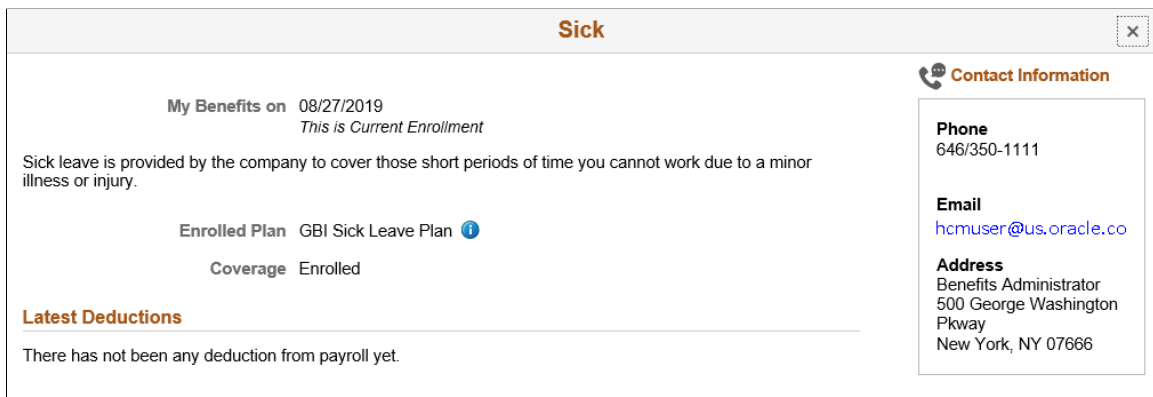 Sick
My Benefits on 08/27/2019
This is Current Enrollment
Sick leave is provided by the company to cover those short periods of time you cannot work due to a minor
illness or injury.
Enrolled Plan GBI Sick Leave Plan
Coverage Enrolled
Latest Deductions
There has not been any deduction from payroll yet.
Contact Information
Phone
646/350-1111
Email
hcmuser@us.oracle.co
Address
Benefits Administrator
500 George Washington
Pkway
New York, NY 07666